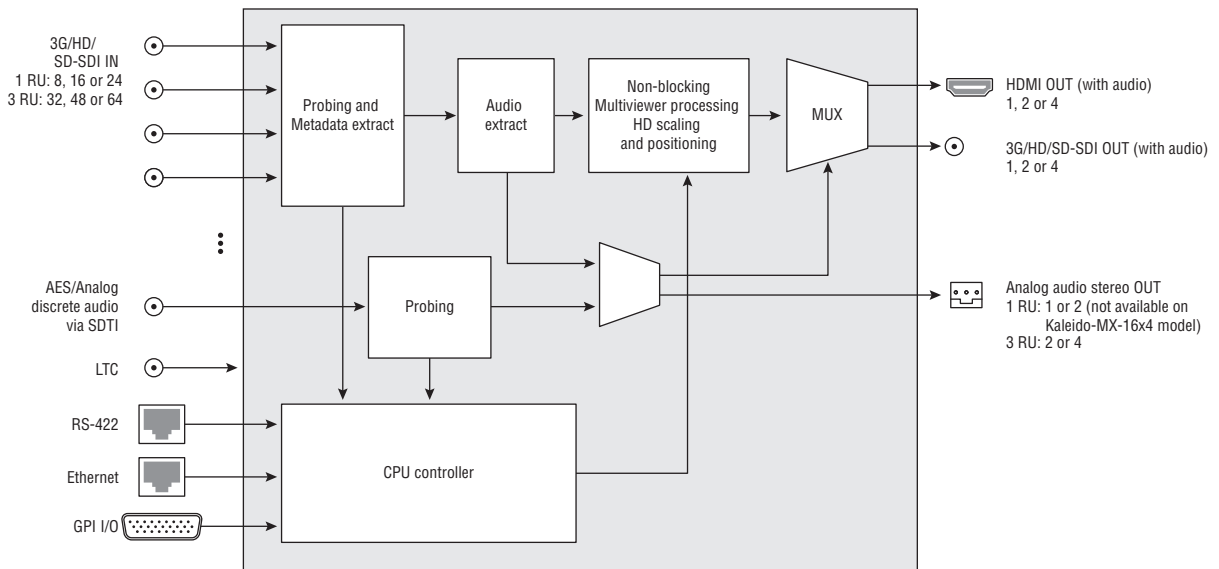 3G/HD/
SD-SDI IN
1 RU: 8, 16 or 24
3 RU: 32, 48 or 64
Probing and
Metadata extract
Audio
extract
Non-blocking
Multiviewer processing
HD scaling
and positioning
MUX
HDMI OUT (with audio)
1, 2 or 4
3G/HD/SD-SDI OUT (with audio)
1, 2 or 4
AES/Analog
discrete audio
via SDTI
Probing
Analog audio stereo OUT
1 RU: 1 or 2 (not available on
Kaleido-MX-16x4 model)
3 RU: 2 or 4
LTC
RS-422
Ethernet
GPI I/O
CPU controller